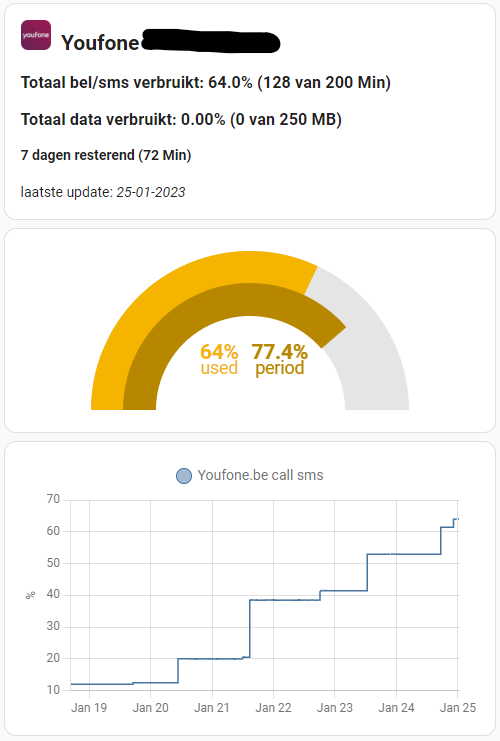 youfone
Youfone
Totaal bel/sms verbruikt: 64.0% (128 van 200 Min)
Totaal data verbruikt: 0.00% (0 van 250 MB)
7 dagen resterend (72 Min)
laatste update: 25-01-2023
64% 77.4%
used period
Youfone.be call sms
70
60
50
40
30
20
10
%
Jan 19 Jan 20 Jan 21 Jan 22 Jan 23 Jan 24 Jan 25